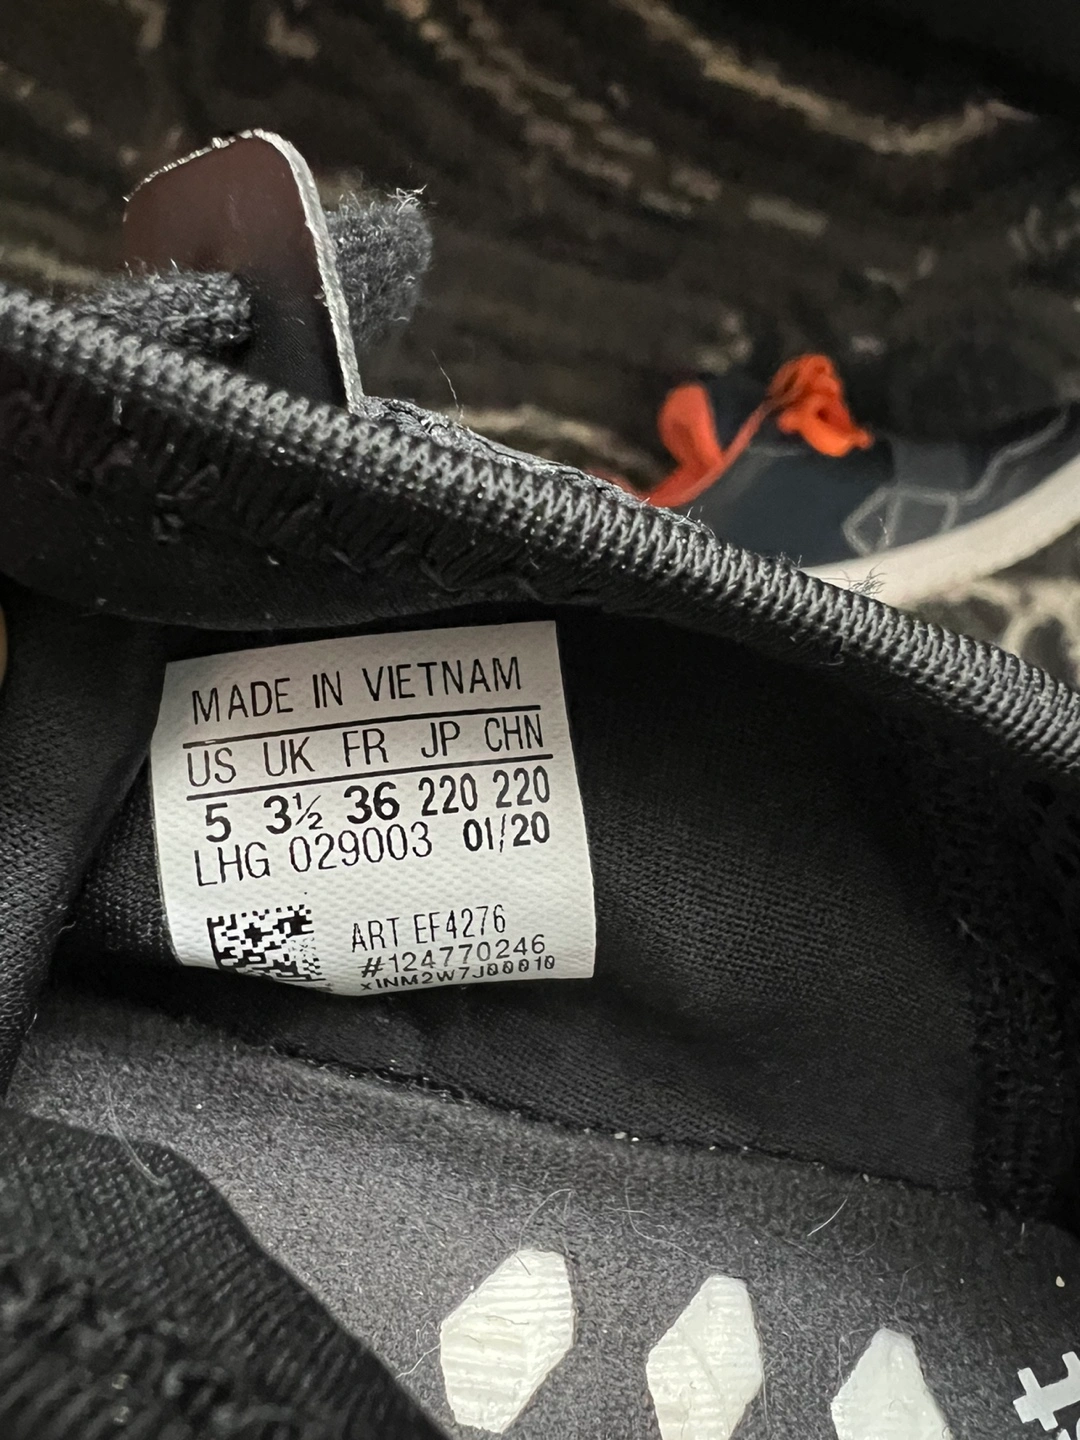 MADE IN VIETNAM
US UK FR JP CHN
5 3½ 36 220 220
LHG 029003 01/20
ART EF4276
#124770246
xINM2W7J00010